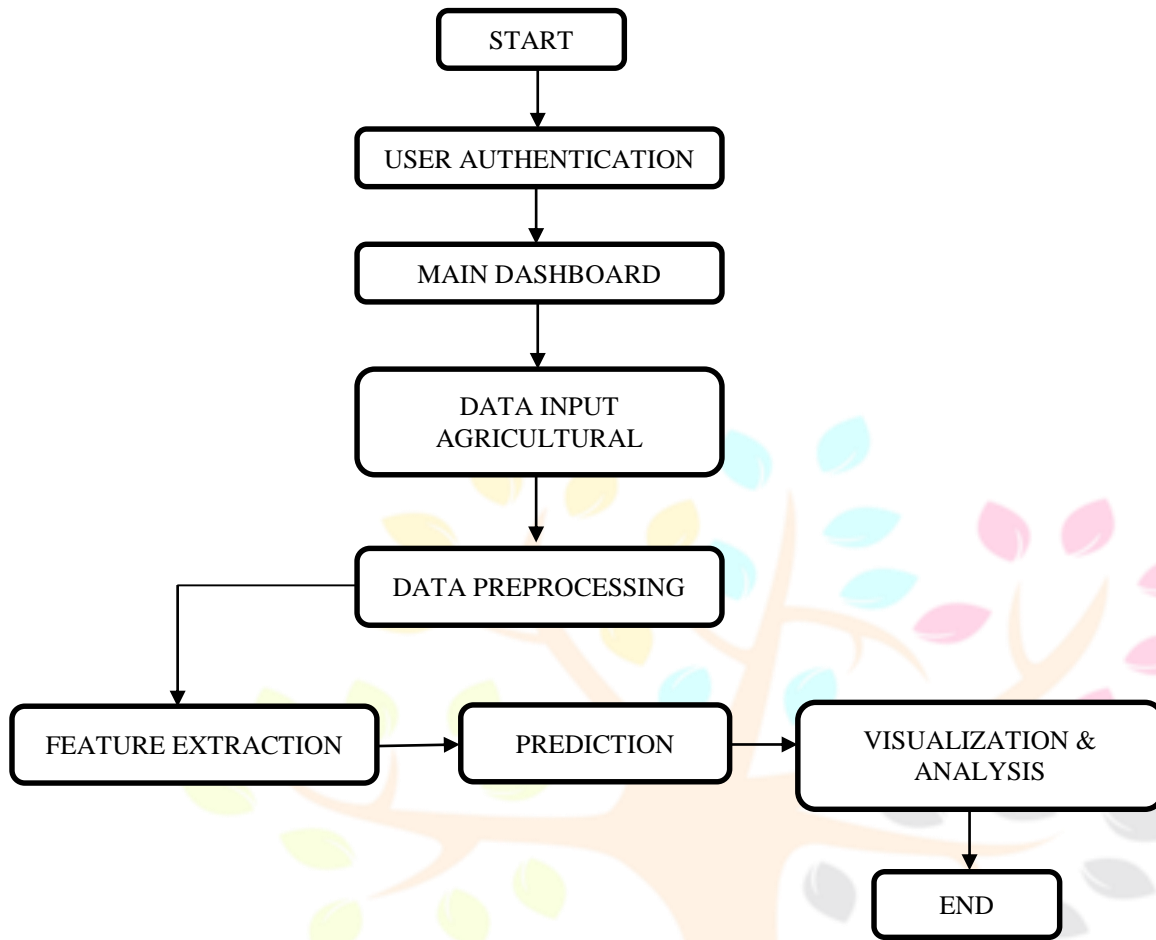 START
USER AUTHENTICATION
MAIN DASHBOARD
DATA INPUT
AGRICULTURAL
DATA PREPROCESSING
FEATURE EXTRACTION
PREDICTION
VISUALIZATION &
ANALYSIS
END